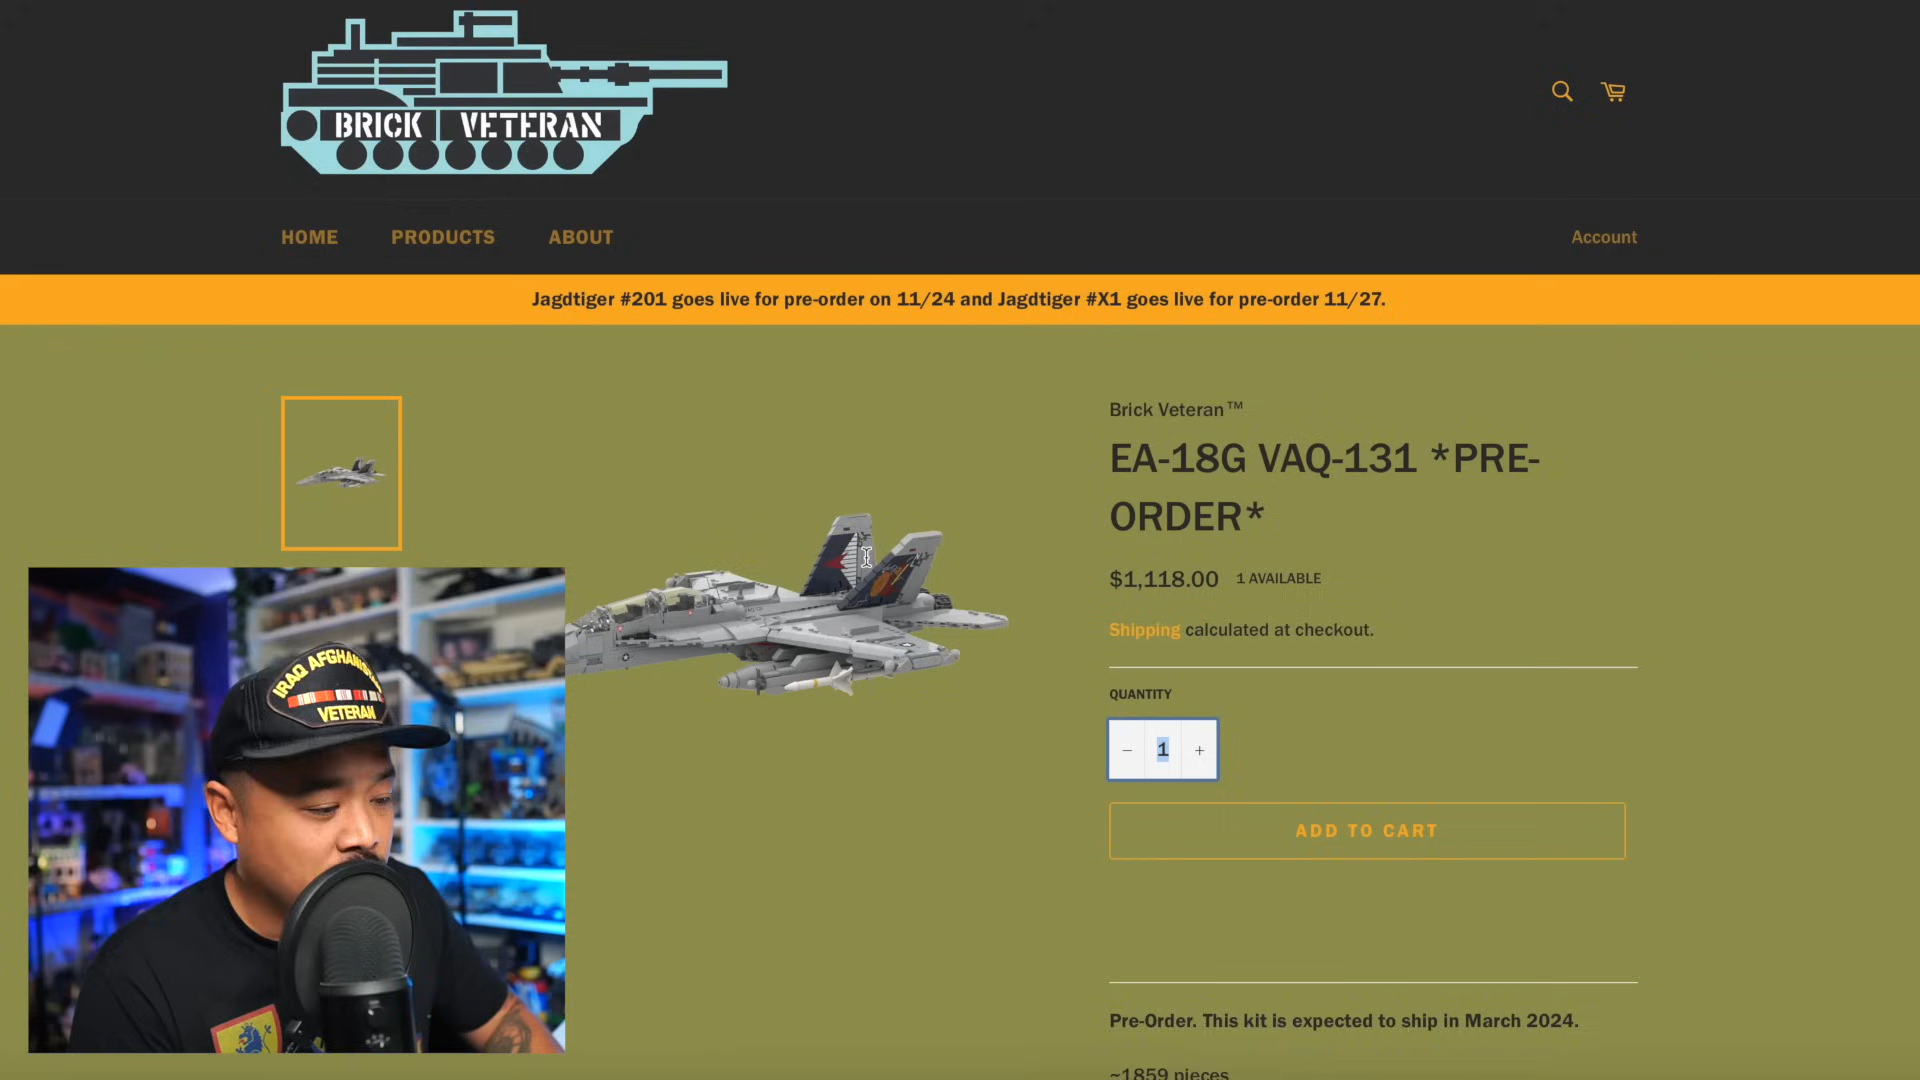 BRICK VETERAN
HOME
PRODUCTS
ABOUT
Account
Jagdtiger #201 goes live for pre-order on 11/24 and Jagdtiger #X1 goes live for pre-order 11/27.
Brick Veteran™
EA-18G VAQ-131 *PRE-
ORDER*
$1,118.00 1 AVAILABLE
Shipping calculated at checkout.
QUANTITY
− 1 +
ADD TO CART
Pre-Order. This kit is expected to ship in March 2024.
~1859 pieces
IRAQ AFGHANISTAN
VETERAN